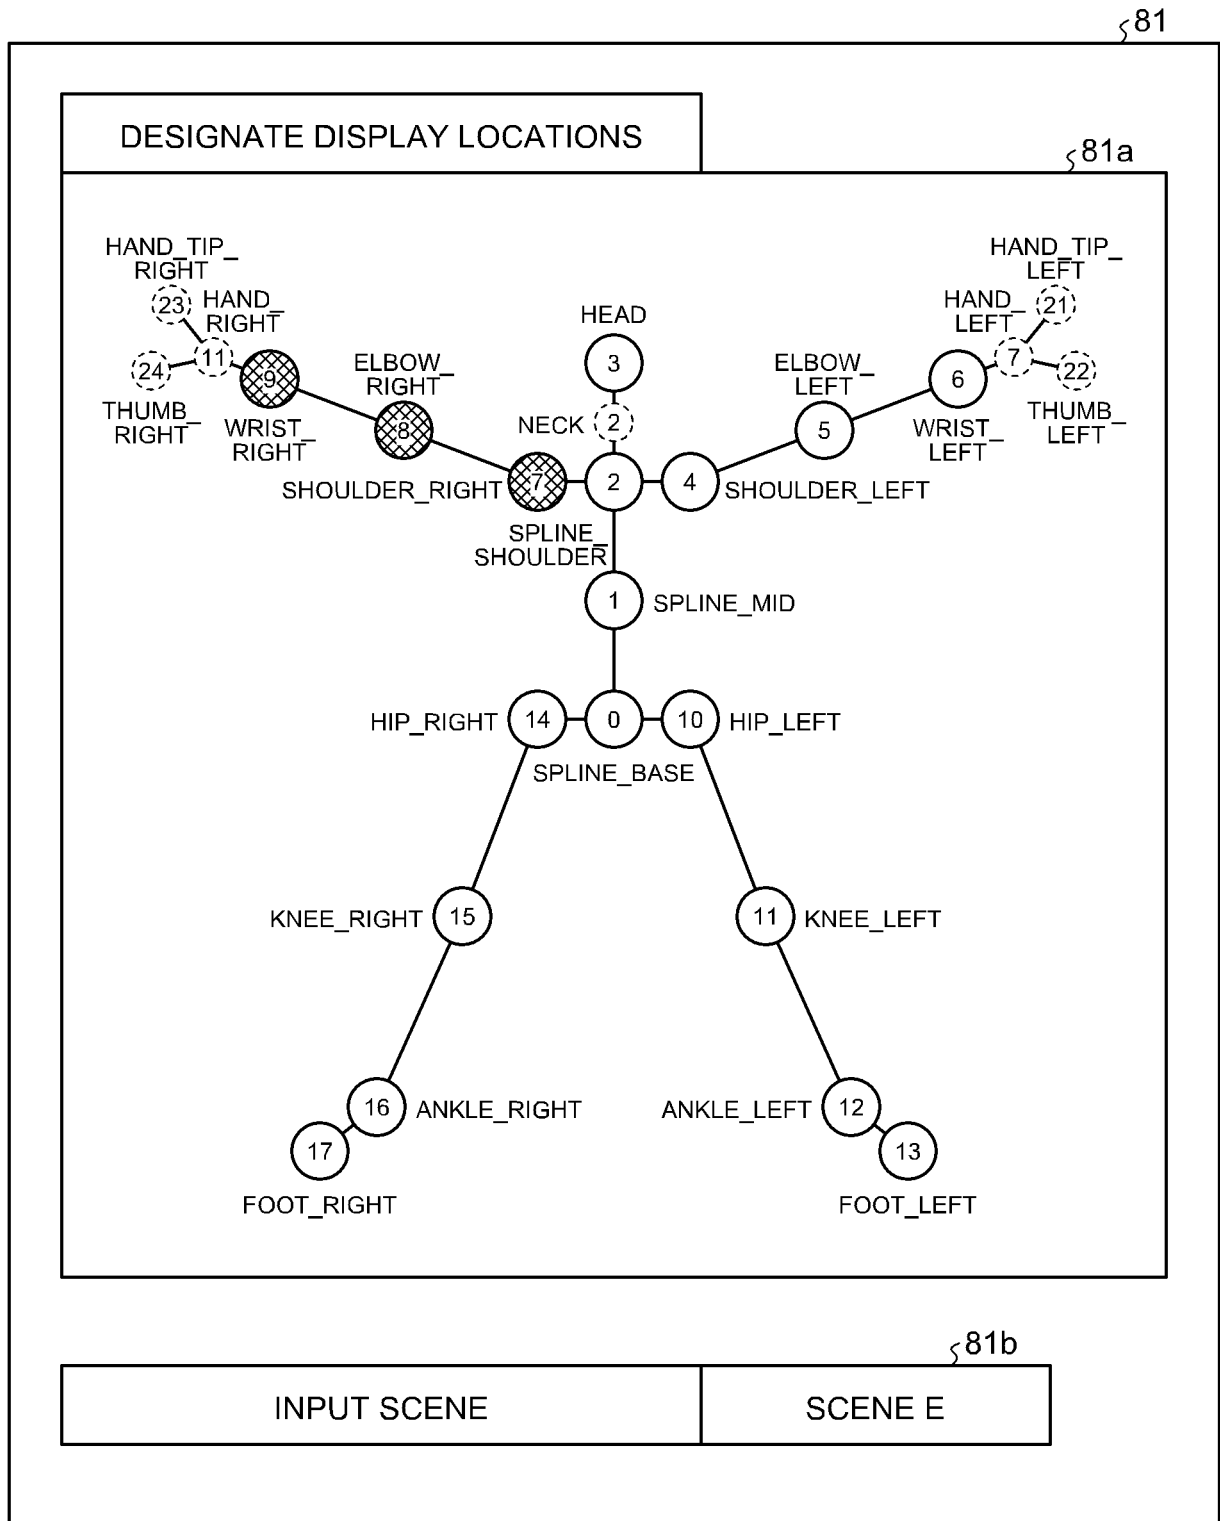 81
DESIGNATE DISPLAY LOCATIONS
81a
HAND_TIP_
RIGHT
23
HAND_
RIGHT
11
24
THUMB_
RIGHT
9
WRIST_
RIGHT
ELBOW_
RIGHT
8
SHOULDER_RIGHT
7
HEAD
3
NECK
2
2
SPLINE_
SHOULDER
4
SHOULDER_LEFT
ELBOW_
LEFT
5
6
WRIST_
LEFT
HAND_
LEFT
7
HAND_TIP_
LEFT
21
22
THUMB_
LEFT
1
SPLINE_MID
HIP_RIGHT
14
0
10
HIP_LEFT
SPLINE_BASE
KNEE_RIGHT
15
11
KNEE_LEFT
16
ANKLE_RIGHT
ANKLE_LEFT
12
17
13
FOOT_RIGHT
FOOT_LEFT
81b
INPUT SCENE
SCENE E